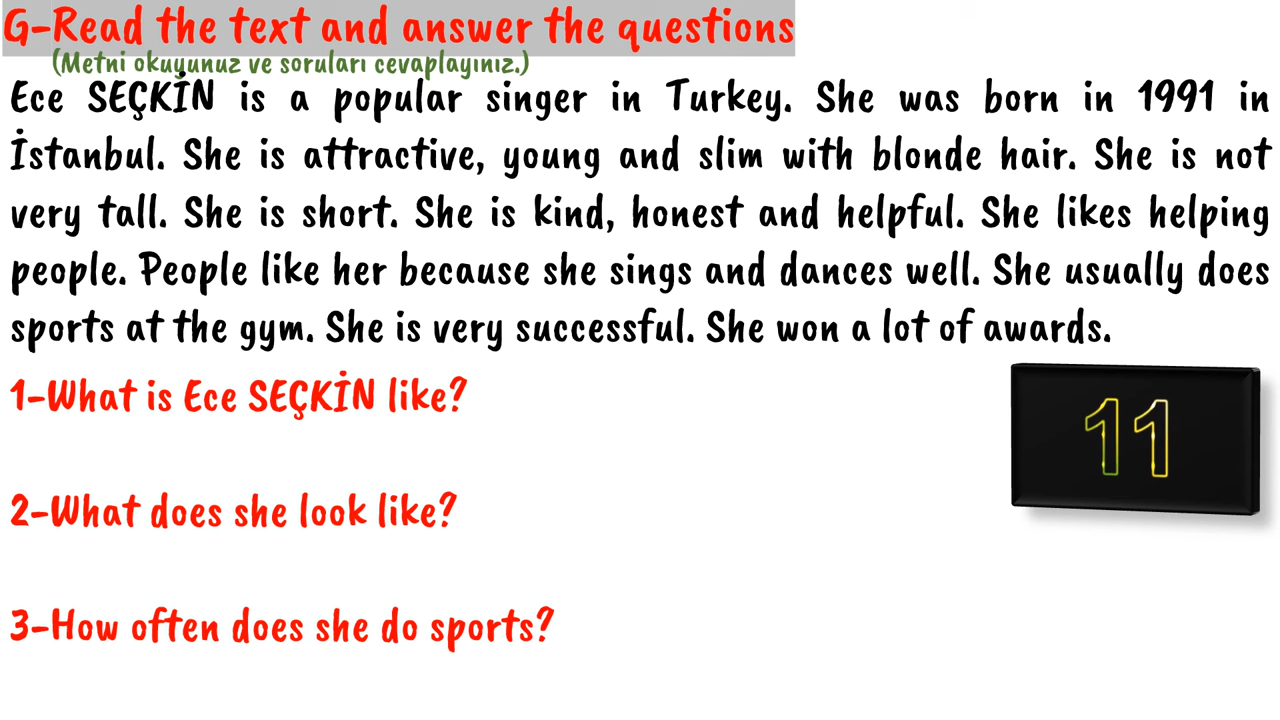 G-Read the text and answer the questions
(Metni okuyunuz ve soruları cevaplayınız.)
Ece SEÇKİN is a popular singer in Turkey. She was born in 1991 in
İstanbul. She is attractive, young and slim with blonde hair. She is not
very tall. She is short. She is kind, honest and helpful. She likes helping
people. People like her because she sings and dances well. She usually does
sports at the gym. She is very successful. She won a lot of awards.
1-What is Ece SEÇKİN like?
11
2-What does she look like?
3-How often does she do sports?